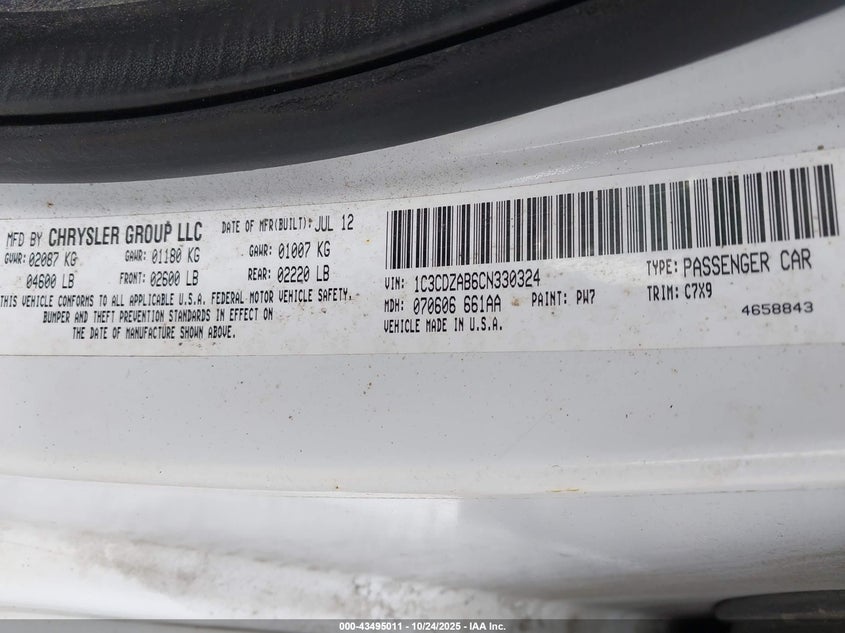 MFD BY CHRYSLER GROUP LLC DATE OF MFR(BUILT): JUL 12
GVWR: 02087 KG GAWR: 01180 KG GAWR: 01007 KG
04600 LB FRONT: 02600 LB REAR: 02220 LB
THIS VEHICLE CONFORMS TO ALL APPLICABLE U.S.A. FEDERAL MOTOR VEHICLE SAFETY,
BUMPER AND THEFT PREVENTION STANDARDS IN EFFECT ON
THE DATE OF MANUFACTURE SHOWN ABOVE.
VIN: 1C3CDZAB6CN330324 TYPE: PASSENGER CAR
MDH: 070606 661AA PAINT: PW7 TRIM: C7X9
VEHICLE MADE IN U.S.A. 4658843
000-43495011 - 10/24/2025 - IAA Inc.